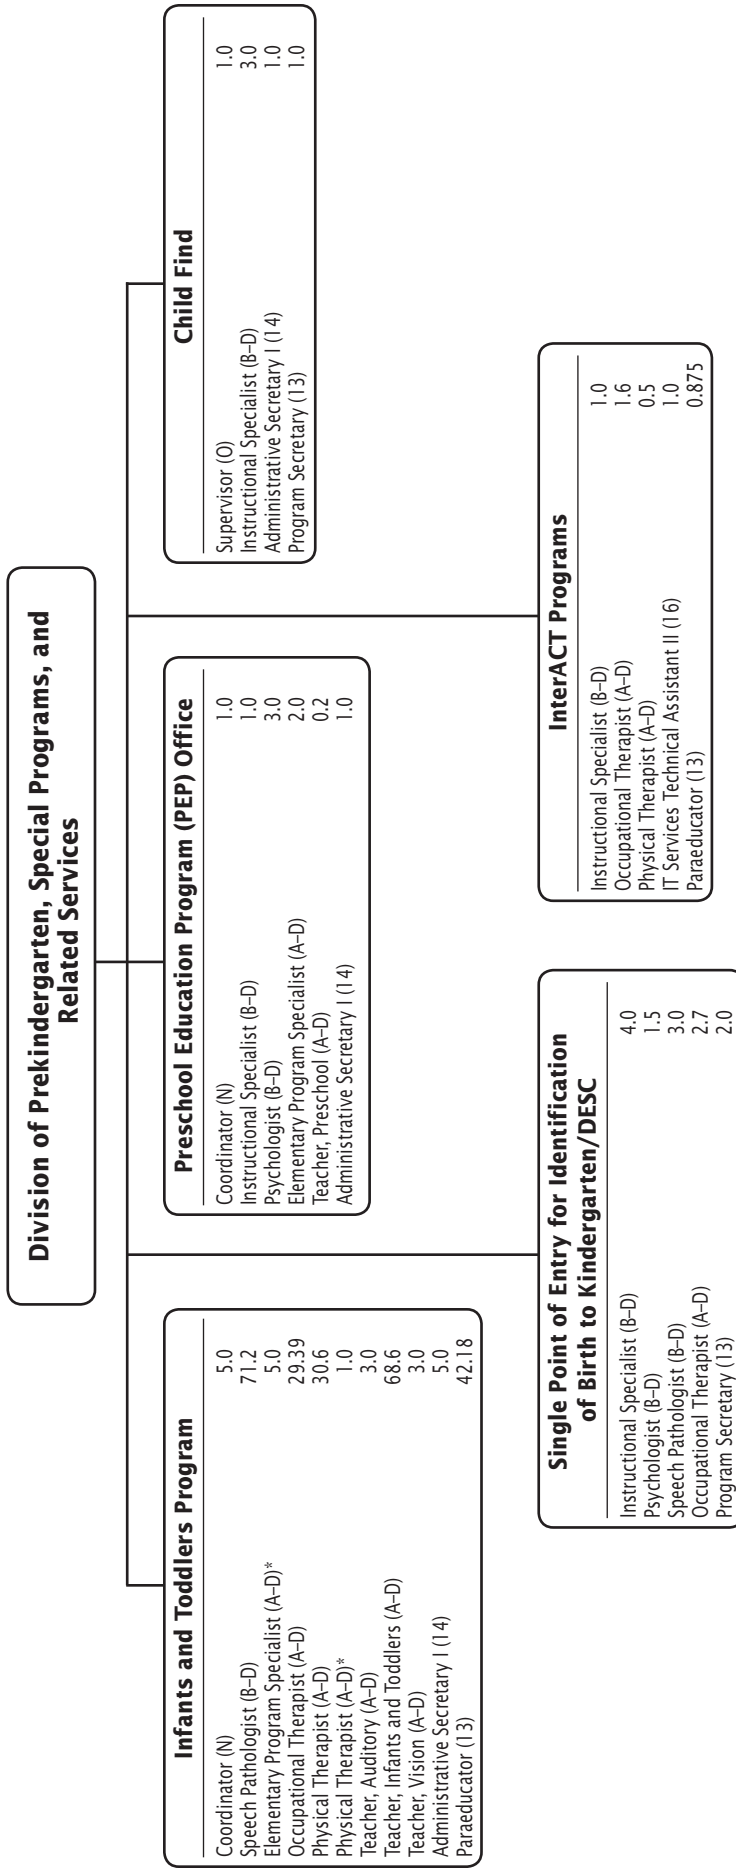 Division of Prekindergarten, Special Programs, and
Related Services
Infants and Toddlers Program
Coordinator (N) 5.0
Speech Pathologist (B–D) 71.2
Elementary Program Specialist (A–D)* 5.0
Occupational Therapist (A–D) 29.39
Physical Therapist (A–D) 30.6
Physical Therapist (A–D)* 1.0
Teacher, Auditory (A–D) 3.0
Teacher, Infants and Toddlers (A–D) 68.6
Teacher, Vision (A–D) 3.0
Administrative Secretary I (14) 5.0
Paraeducator (13) 42.18
Preschool Education Program (PEP) Office
Coordinator (N) 1.0
Instructional Specialist (B–D) 1.0
Psychologist (B–D) 3.0
Elementary Program Specialist (A–D) 2.0
Teacher, Preschool (A–D) 0.2
Administrative Secretary I (14) 1.0
Child Find
Supervisor (O) 1.0
Instructional Specialist (B–D) 3.0
Administrative Secretary I (14) 1.0
Program Secretary (13) 1.0
Single Point of Entry for Identification
of Birth to Kindergarten/DESC
Instructional Specialist (B–D) 4.0
Psychologist (B–D) 1.5
Speech Pathologist (B–D) 3.0
Occupational Therapist (A–D) 2.7
Program Secretary (13) 2.0
InterACT Programs
Instructional Specialist (B–D) 1.0
Occupational Therapist (A–D) 1.6
Physical Therapist (A–D) 0.5
IT Services Technical Assistant II (16) 1.0
Paraeducator (13) 0.875